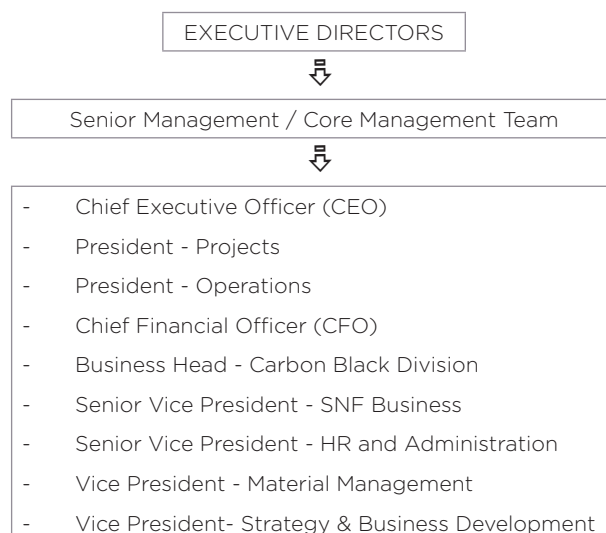 EXECUTIVE DIRECTORS
Senior Management / Core Management Team
- Chief Executive Officer (CEO)
- President - Projects
- President - Operations
- Chief Financial Officer (CFO)
- Business Head - Carbon Black Division
- Senior Vice President - SNF Business
- Senior Vice President - HR and Administration
- Vice President - Material Management
- Vice President- Strategy & Business Development